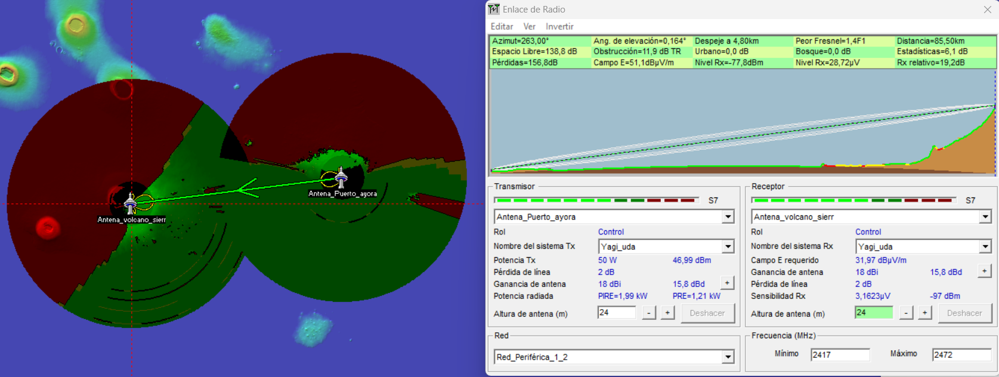 Antena_Puerto_ayora
Antena_volcano_sierr
Enlace de Radio
Editar Ver Invertir
Azimut=263,00° Ang. de elevación=0,164° Despeje a 4,80km Peor Fresnel=1,4F1 Distancia=85,50km
Espacio Libre=138,8 dB Obstrucción=11,9 dB TR Urbano=0,0 dB Bosque=0,0 dB Estadísticas=6,1 dB
Pérdidas=156,8dB Campo E=51,1dBµV/m Nivel Rx=-77,8dBm Nivel Rx=28,72µV Rx relativo=19,2dB
Transmisor
S7
Antena_Puerto_ayora
Rol Control
Nombre del sistema Tx Yagi_uda
Potencia Tx 50 W 46,99 dBm
Pérdida de línea 2 dB
Ganancia de antena 18 dBi 15,8 dBd +
Potencia radiada PIRE=1,99 kW PRE=1,21 kW
Altura de antena (m) 24 - + Deshacer
Red
Red_Periférica_1_2
Receptor
S7
Antena_volcano_sierr
Rol Control
Nombre del sistema Rx Yagi_uda
Campo E requerido 31,97 dBµV/m
Ganancia de antena 18 dBi 15,8 dBd +
Pérdida de línea 2 dB
Sensibilidad Rx 3,1623µV -97 dBm
Altura de antena (m) 24 - + Deshacer
Frecuencia (MHz)
Mínimo 2417 Máximo 2472